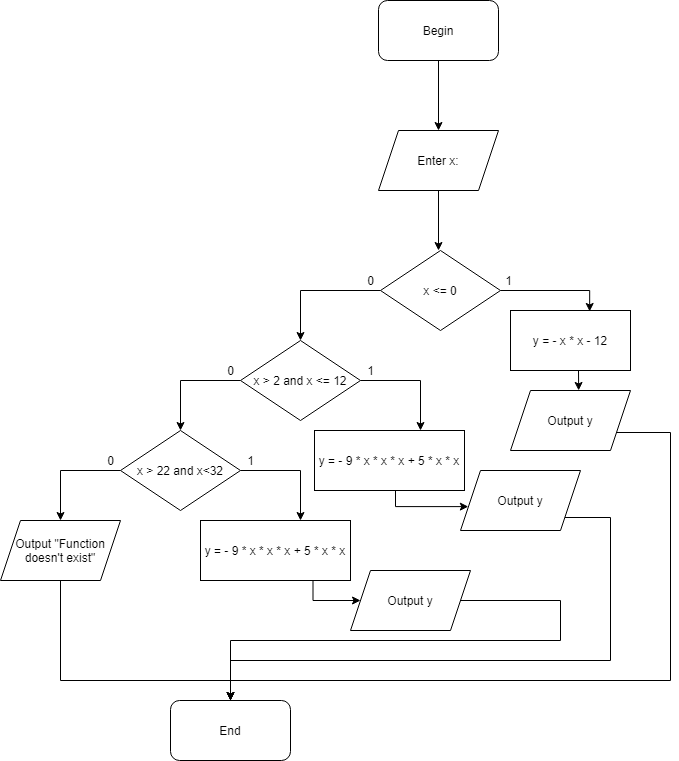 Begin
Enter x:
0
x <= 0
1
y = - x * x - 12
0
x > 2 and x <= 12
1
Output y
0
x > 22 and x<32
1
y = - 9 * x * x * x + 5 * x * x
Output y
Output "Function
doesn't exist"
y = - 9 * x * x * x + 5 * x * x
Output y
End